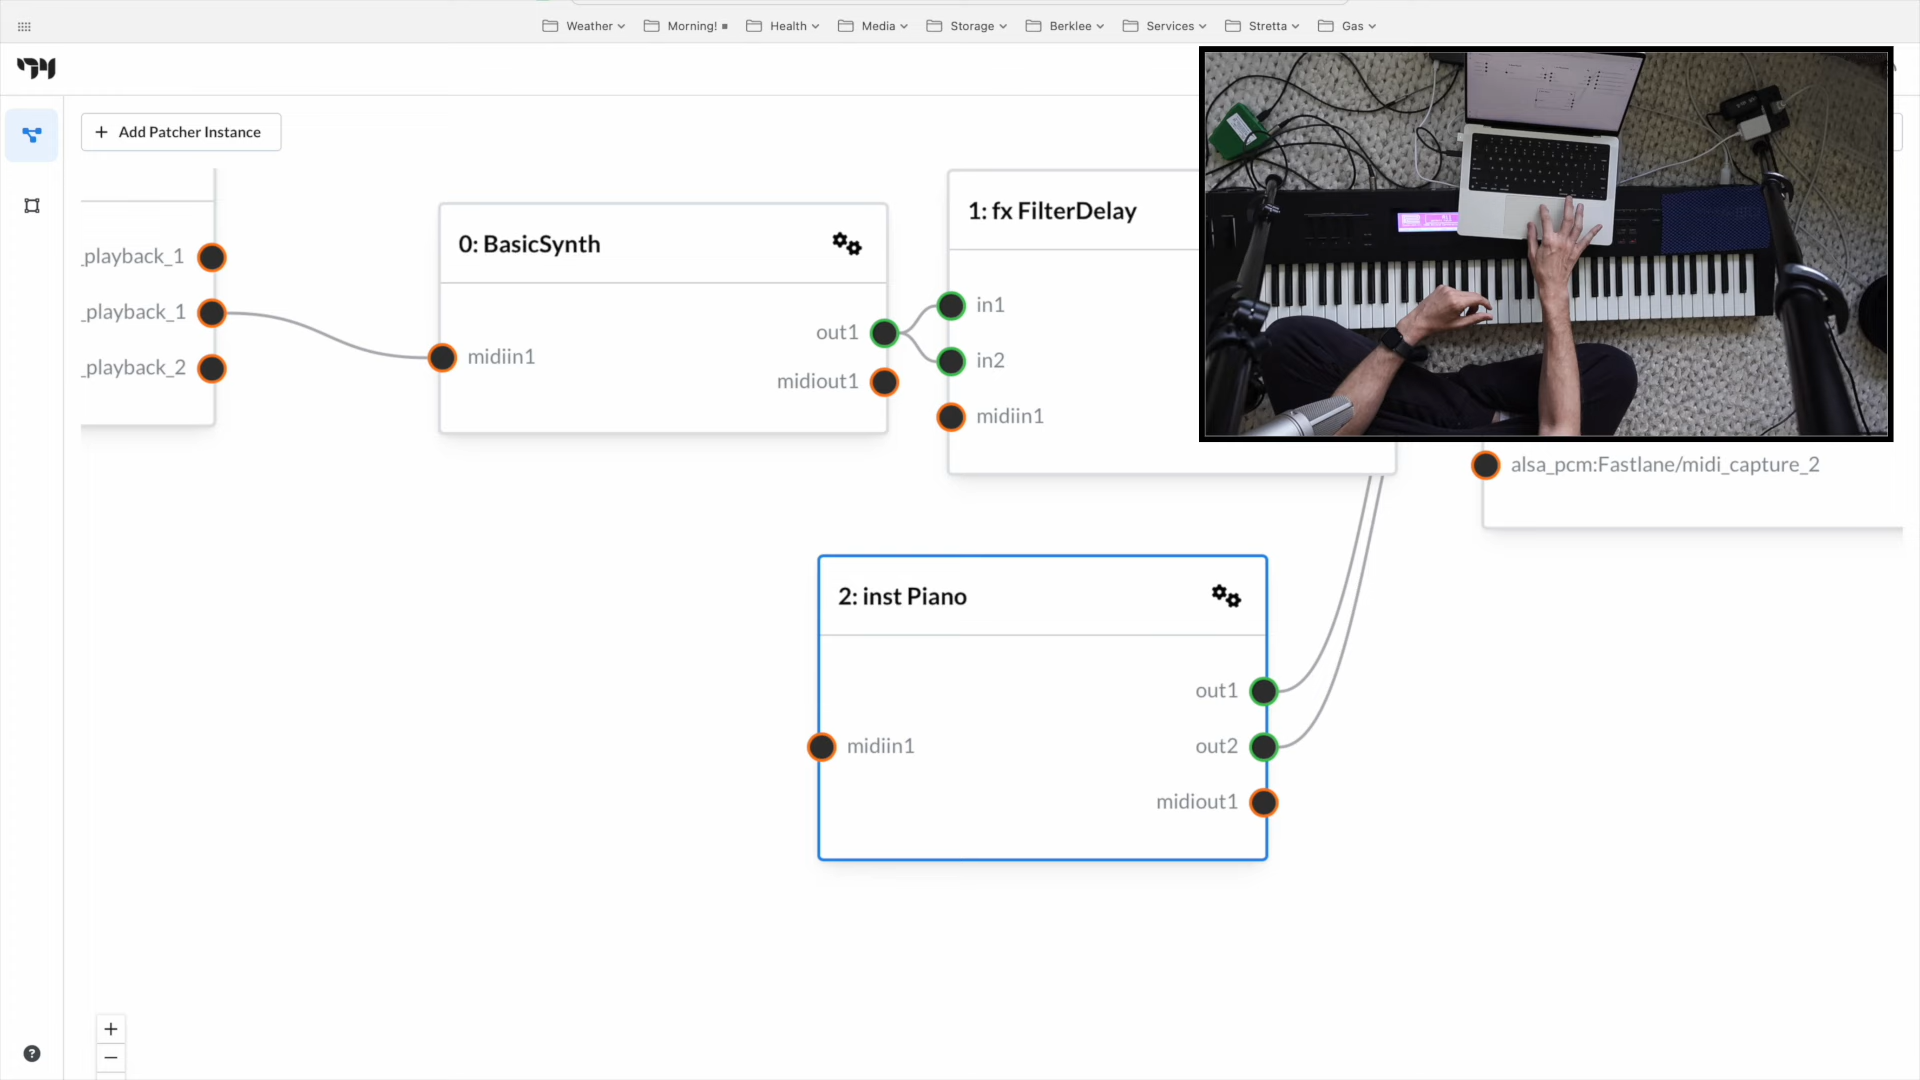 Weather
Morning!
Health
Media
Storage
Berklee
Services
Stretta
Gas
+ Add Patcher Instance
_playback_1
_playback_1
_playback_2
0: BasicSynth
out1
midiin1
midiout1
1: fx FilterDelay
in1
in2
midiin1
alsa_pcm:Fastlane/midi_capture_2
2: inst Piano
out1
midiin1
out2
midiout1
+
−
?